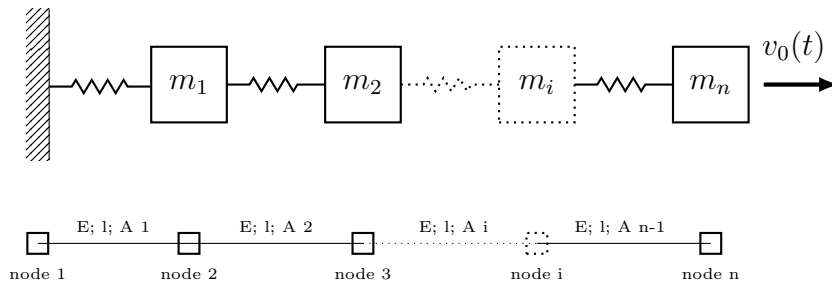 m₁ m₂ mᵢ mₙ v₀(t)
E; l; A 1 E; l; A 2 E; l; A i E; l; A n-1
node 1 node 2 node 3 node i node n